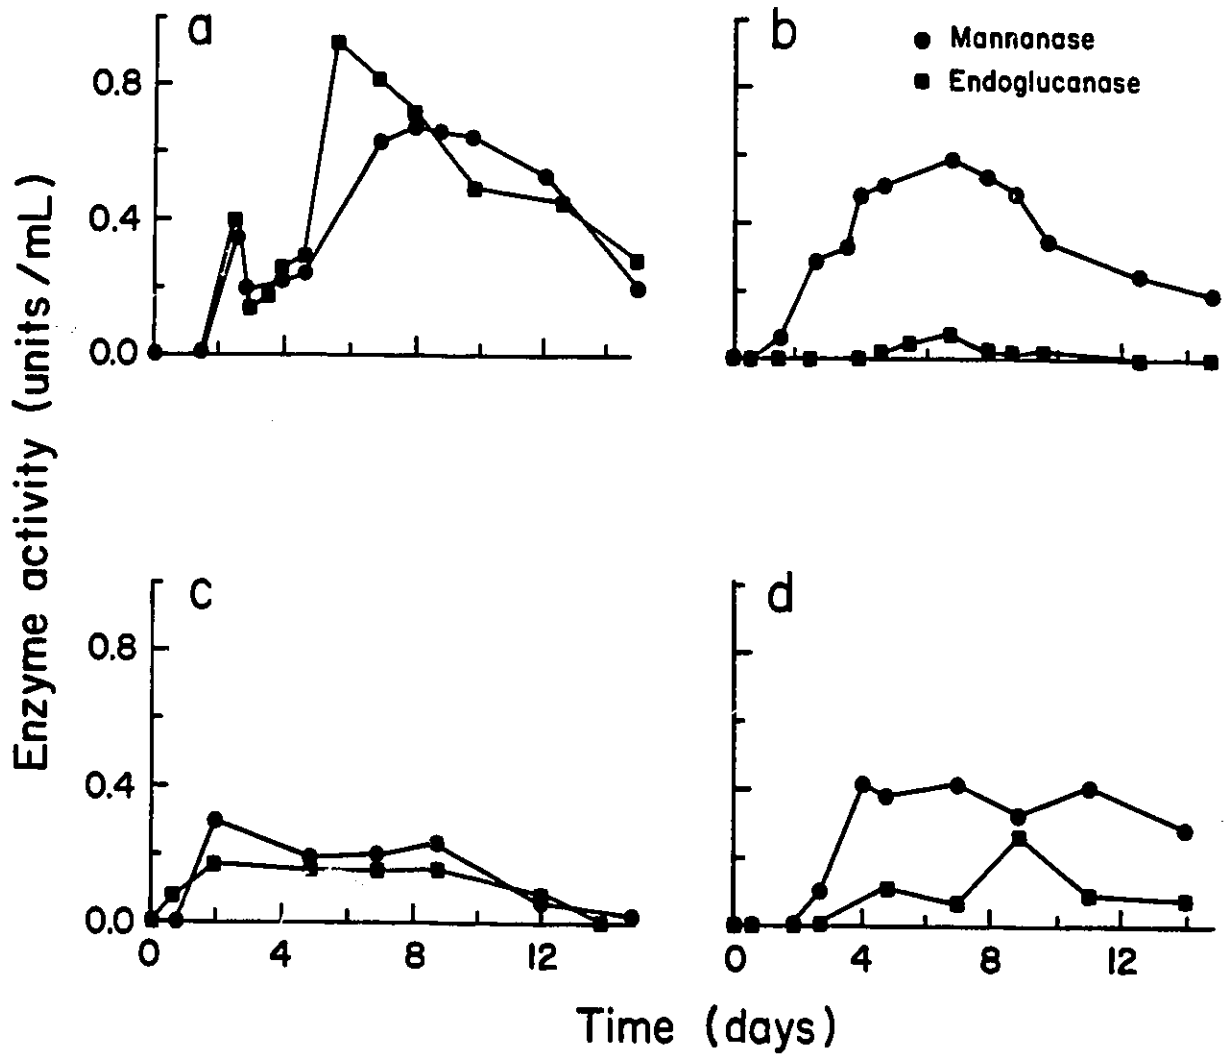 a
b
Mannanase
Endoglucanase
0.8
0.4
0.0
Enzyme activity (units/mL)
c
d
0.8
0.4
0.0
0 4 8 12
0 4 8 12
Time (days)